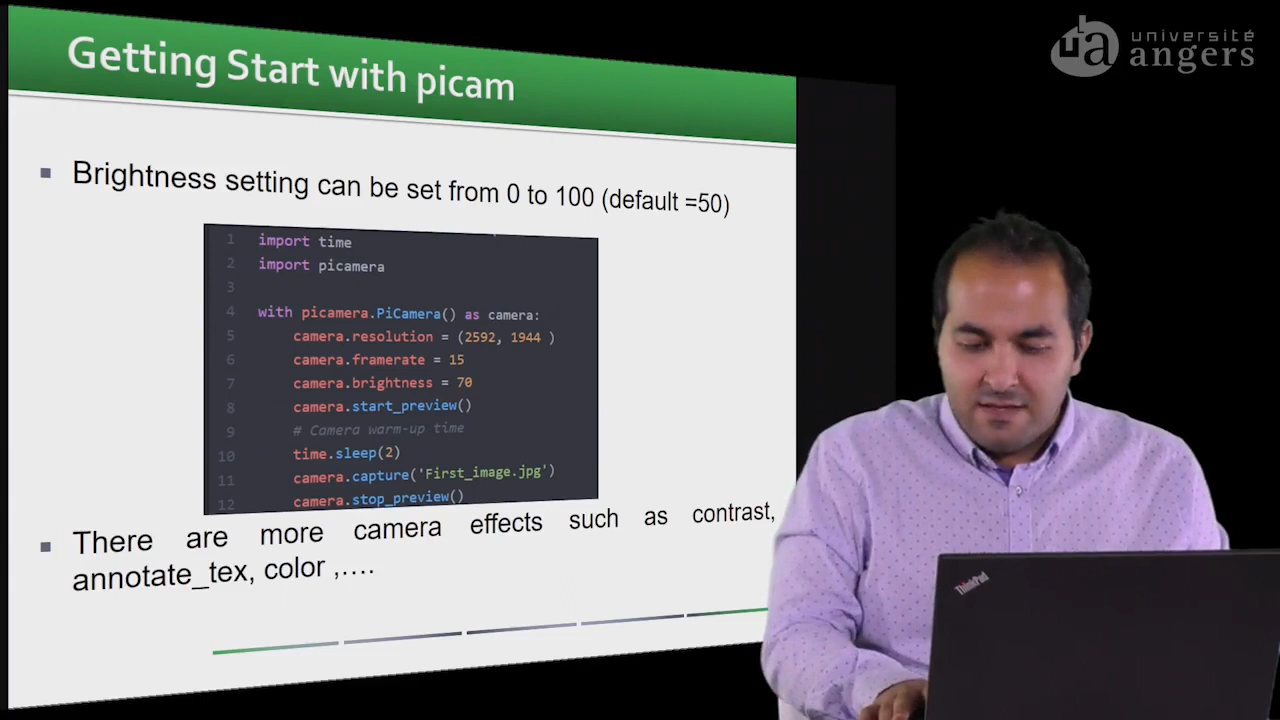 Getting Start with picam
université
angers
ua
▪ Brightness setting can be set from 0 to 100 (default =50)
1 import time
2 import picamera
3
4 with picamera.PiCamera() as camera:
5 camera.resolution = (2592, 1944 )
6 camera.framerate = 15
7 camera.brightness = 70
8 camera.start_preview()
9 # Camera warm-up time
10 time.sleep(2)
11 camera.capture('First_image.jpg')
12 camera.stop_preview()
▪ There are more camera effects such as contrast,
annotate_tex, color ,….
ThinkPad